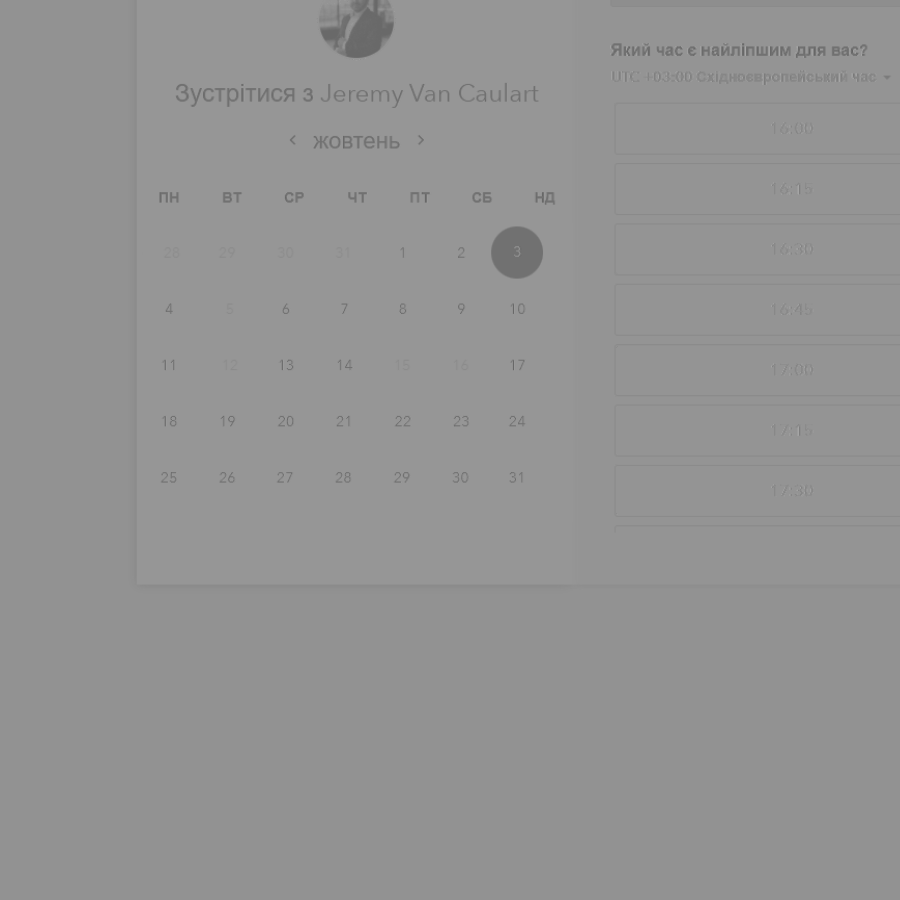 Зустрітися з Jeremy Van Caulart
жовтень
ПН ВТ СР ЧТ ПТ СБ НД
28 29 30 31 1 2 3
4 5 6 7 8 9 10
11 12 13 14 15 16 17
18 19 20 21 22 23 24
25 26 27 28 29 30 31
Який час є найліпшим для вас?
UTC +03:00 Східноєвропейський час
16:00
16:15
16:30
16:45
17:00
17:15
17:30